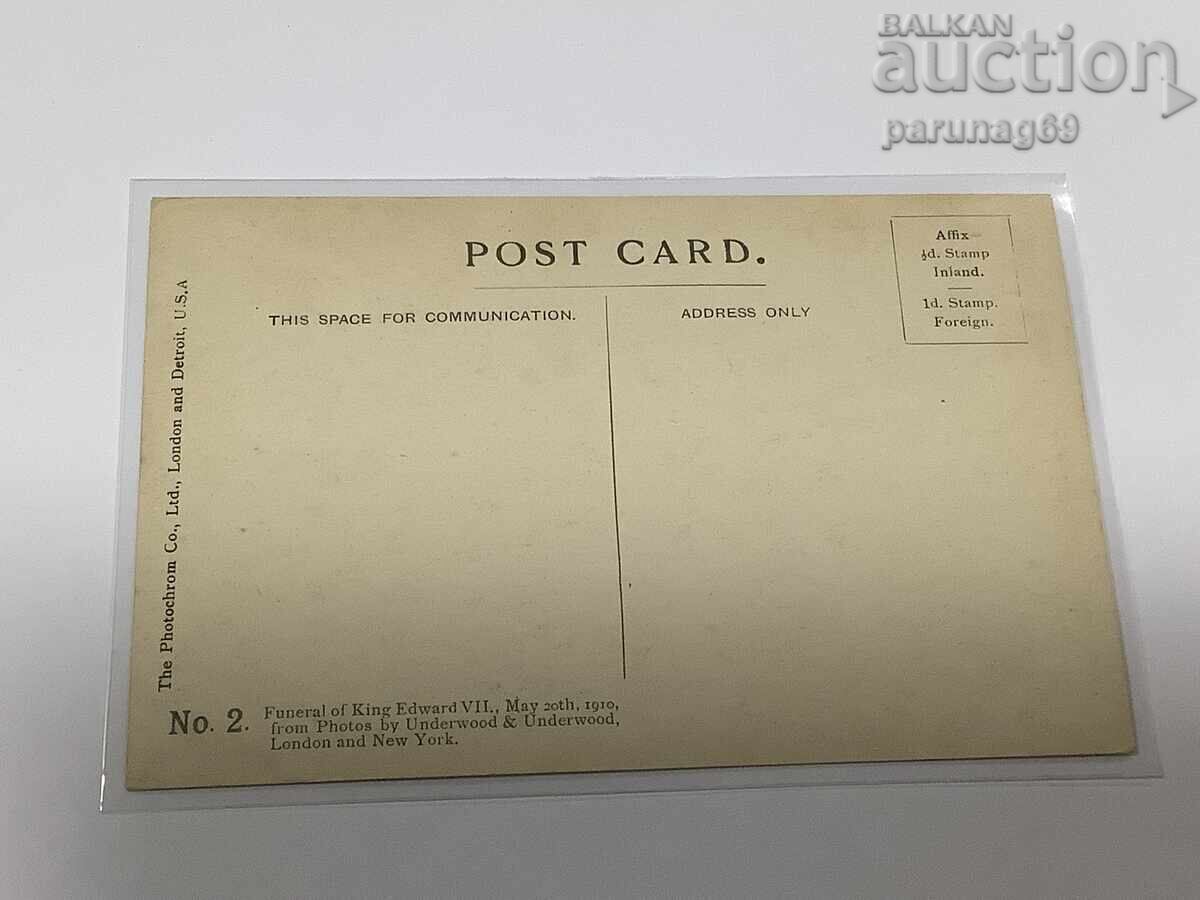 BALKAN
auction
parunag69
POST CARD.
Affix
½d. Stamp
Inland.
1d. Stamp.
Foreign.
THIS SPACE FOR COMMUNICATION.
ADDRESS ONLY
The Photochrom Co., Ltd., London and Detroit, U.S.A
No. 2.
Funeral of King Edward VII., May 20th, 1910,
from Photos by Underwood & Underwood,
London and New York.